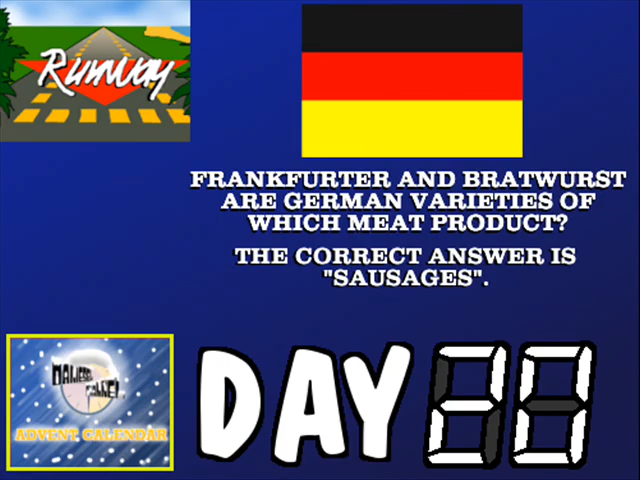 Runway
FRANKFURTER AND BRATWURST
ARE GERMAN VARIETIES OF
WHICH MEAT PRODUCT?
THE CORRECT ANSWER IS
"SAUSAGES".
ADVENT CALENDAR
DAY 20